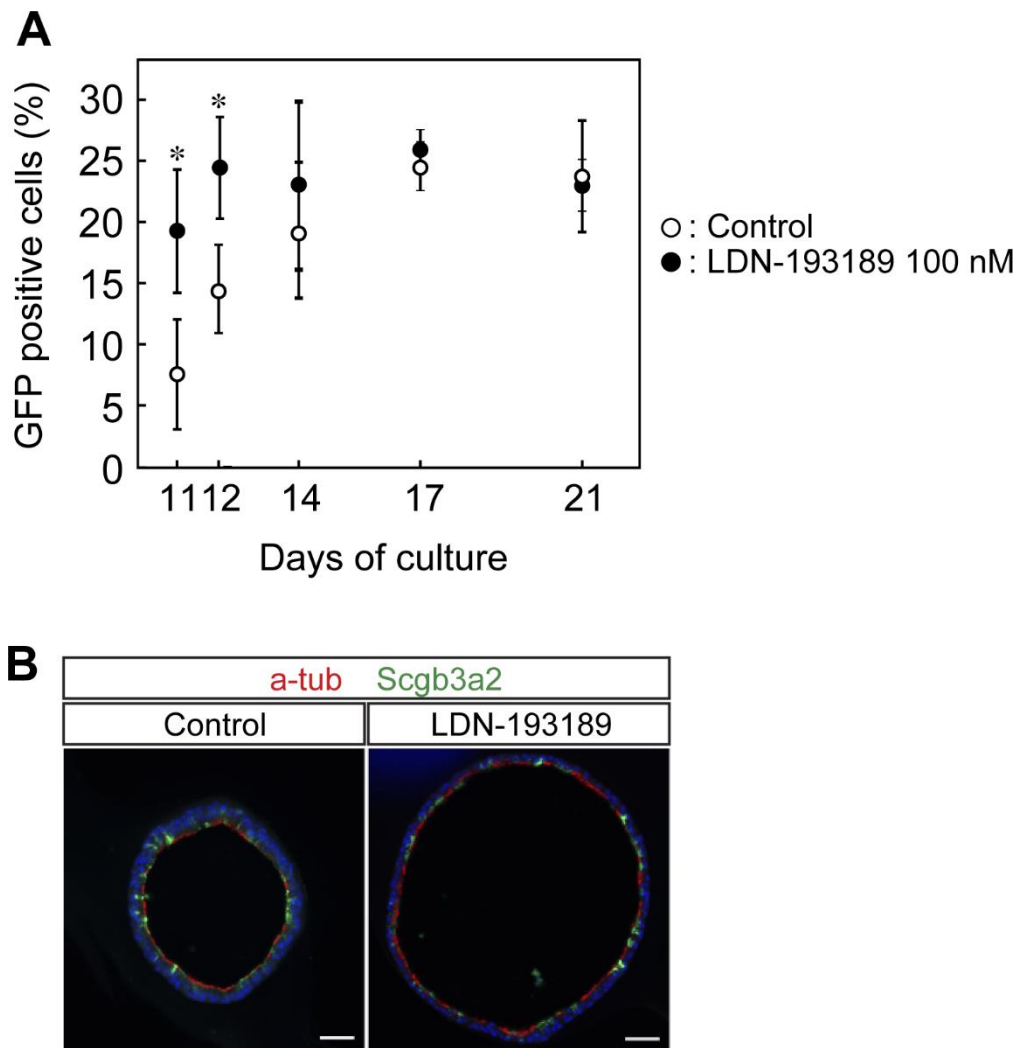 A
GFP positive cells (%)
30
25
20
15
10
5
0
* *
11 12 14 17 21
Days of culture
○ : Control
● : LDN-193189 100 nM
B
a-tub Scgb3a2
Control LDN-193189